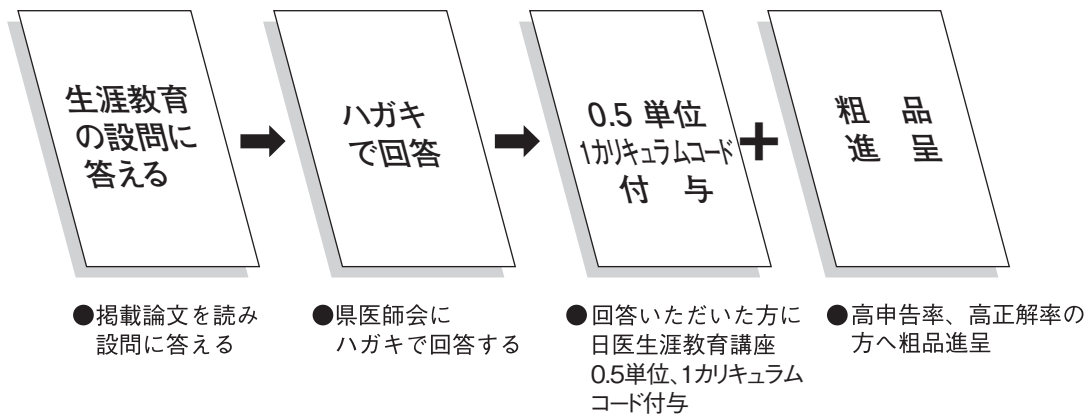 生涯教育
の設問に
答える
ハガキ
で回答
0.5 単位
1カリキュラムコード
付 与
粗 品
進 呈
●掲載論文を読み
設問に答える
●県医師会に
ハガキで回答する
●回答いただいた方に
日医生涯教育講座
0.5単位、1カリキュラム
コード付与
●高申告率、高正解率の
方へ粗品進呈